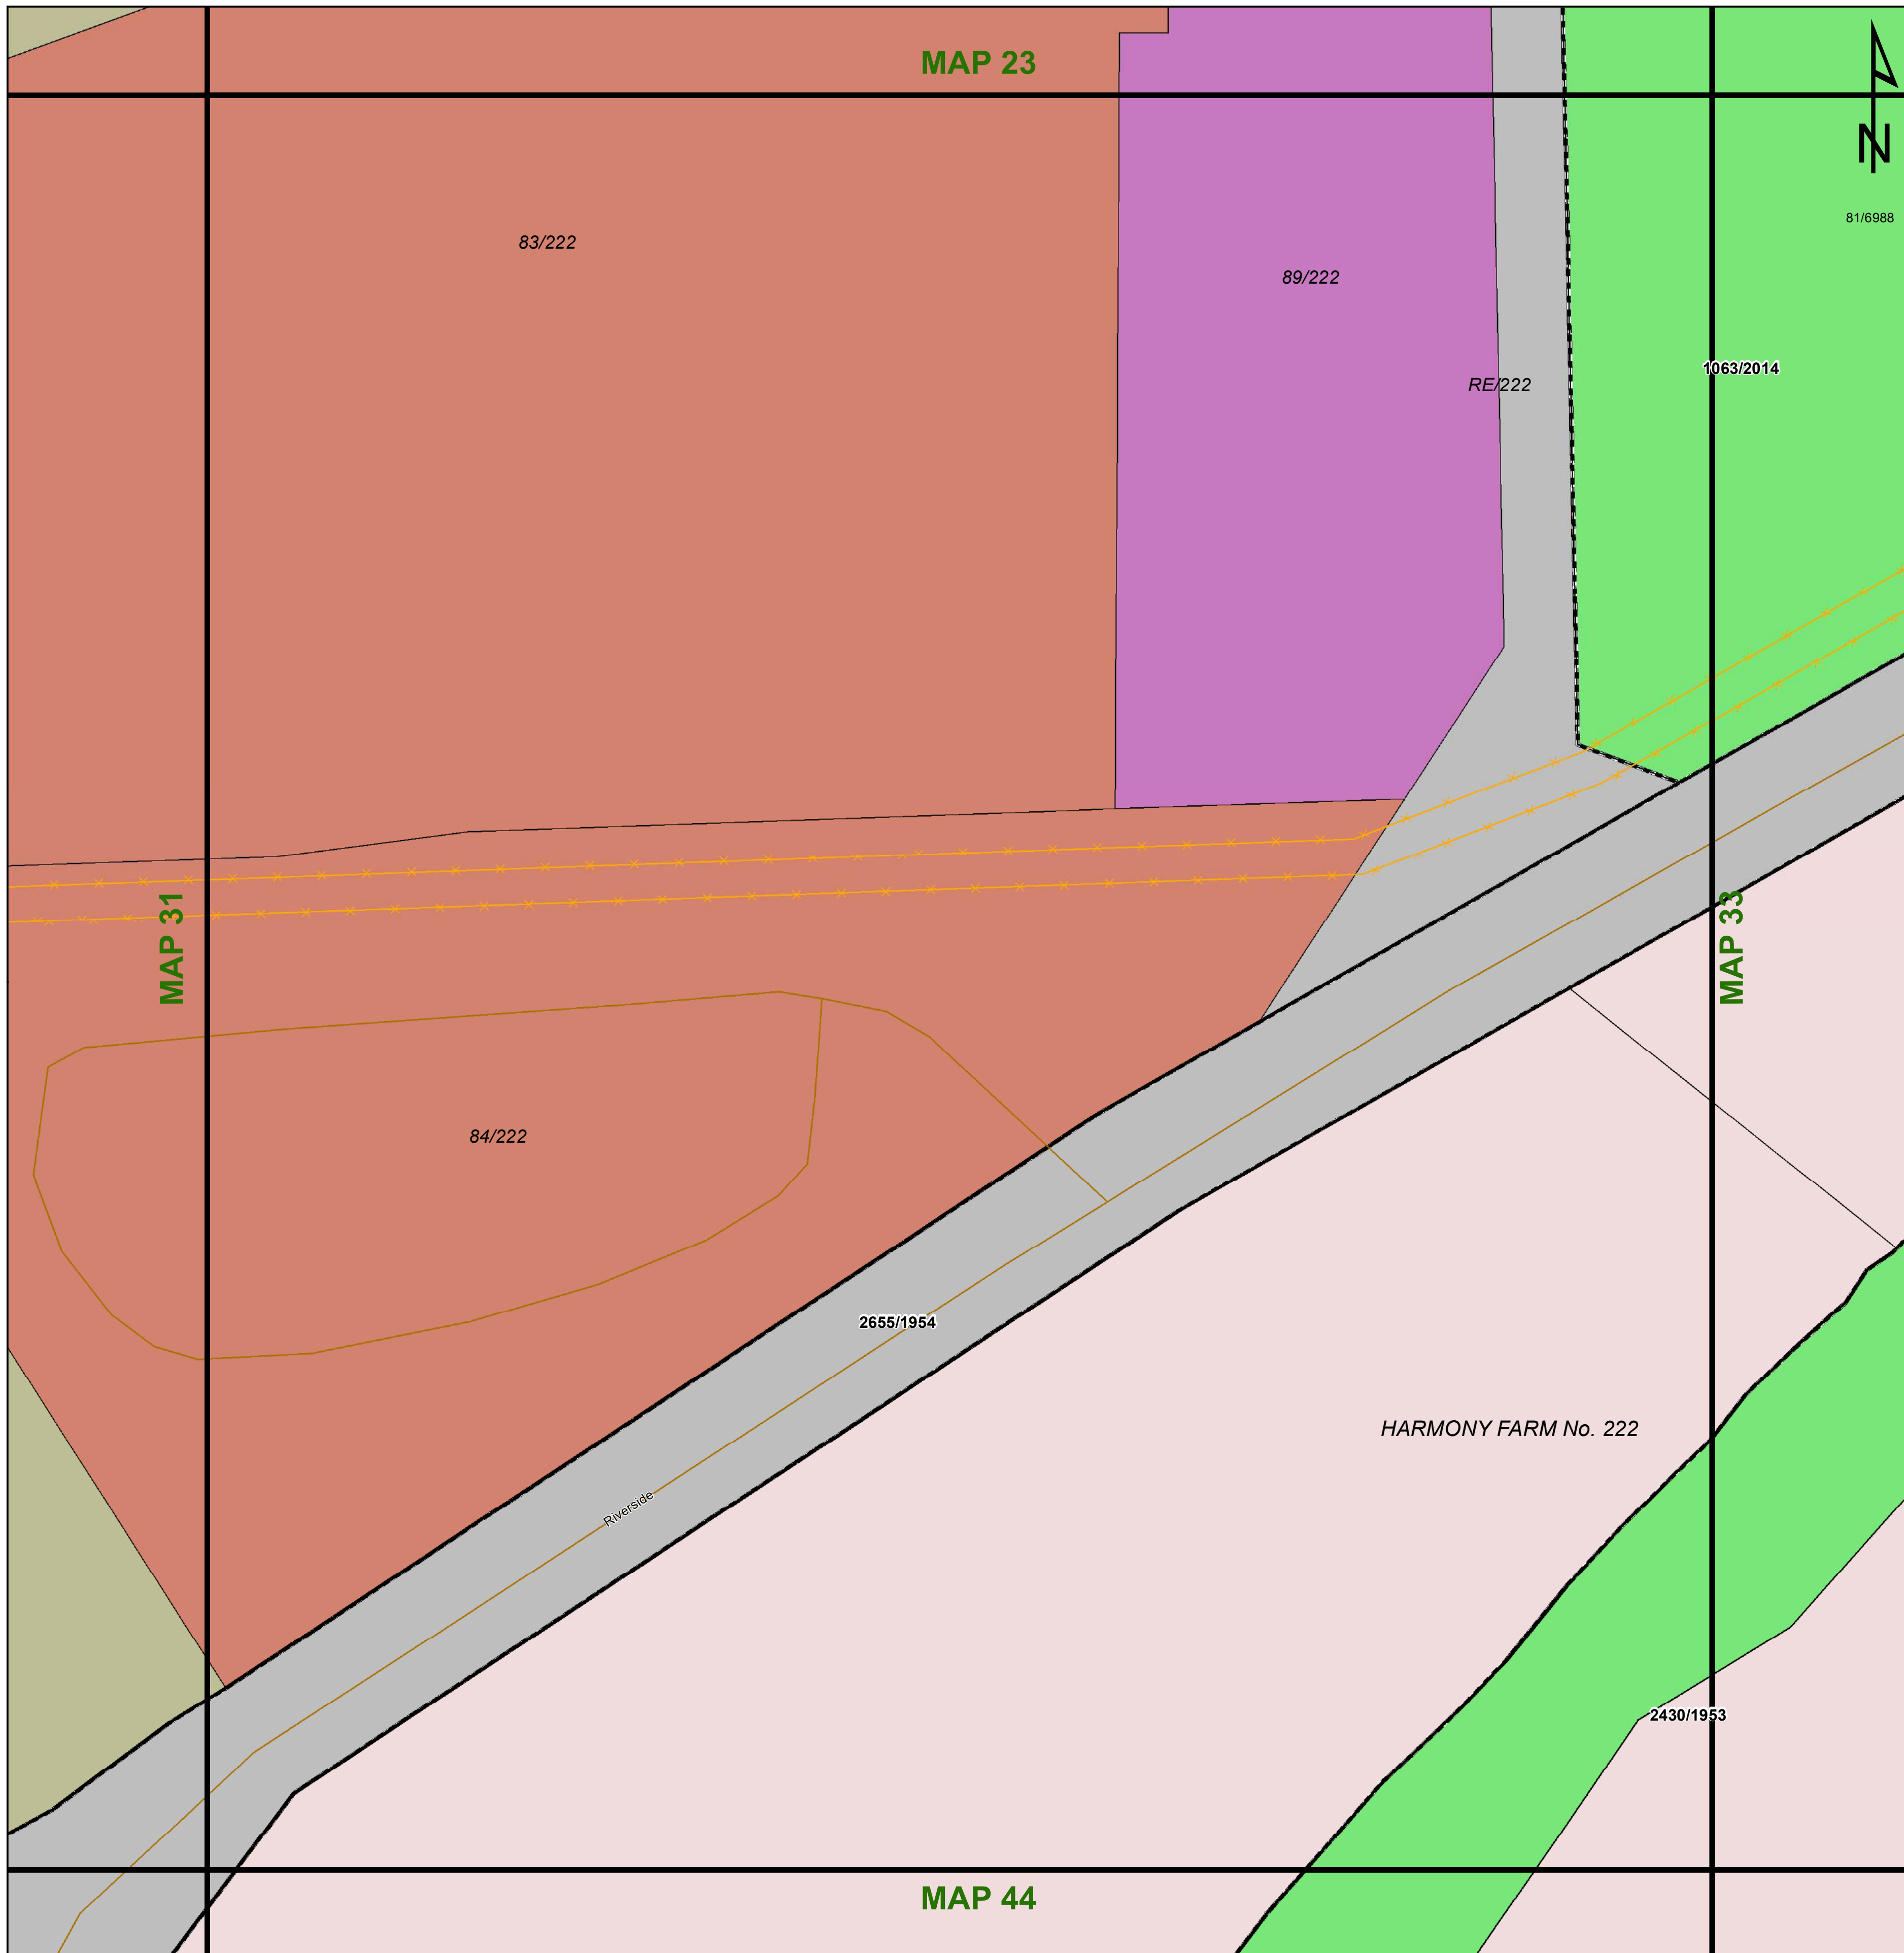 MAP 23
N
81/6988
83/222
89/222
1063/2014
RE/222
MAP 31
MAP 33
84/222
2655/1954
HARMONY FARM No. 222
Riverside
2430/1953
MAP 44